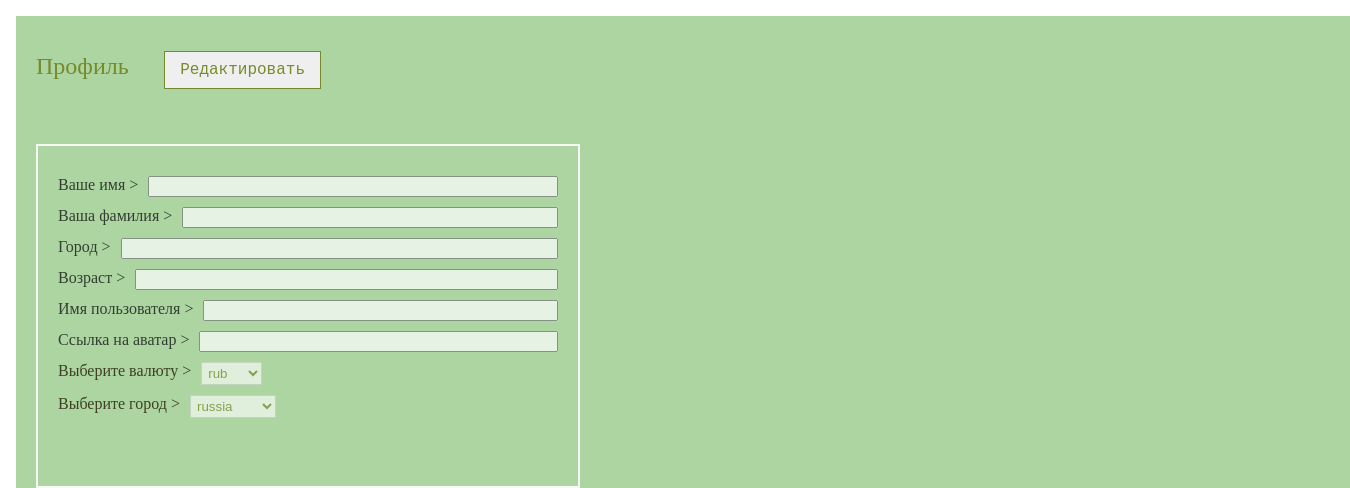 Профиль Редактировать
Ваше имя >
Ваша фамилия >
Город >
Возраст >
Имя пользователя >
Ссылка на аватар >
Выберите валюту > rub
Выберите город > russia